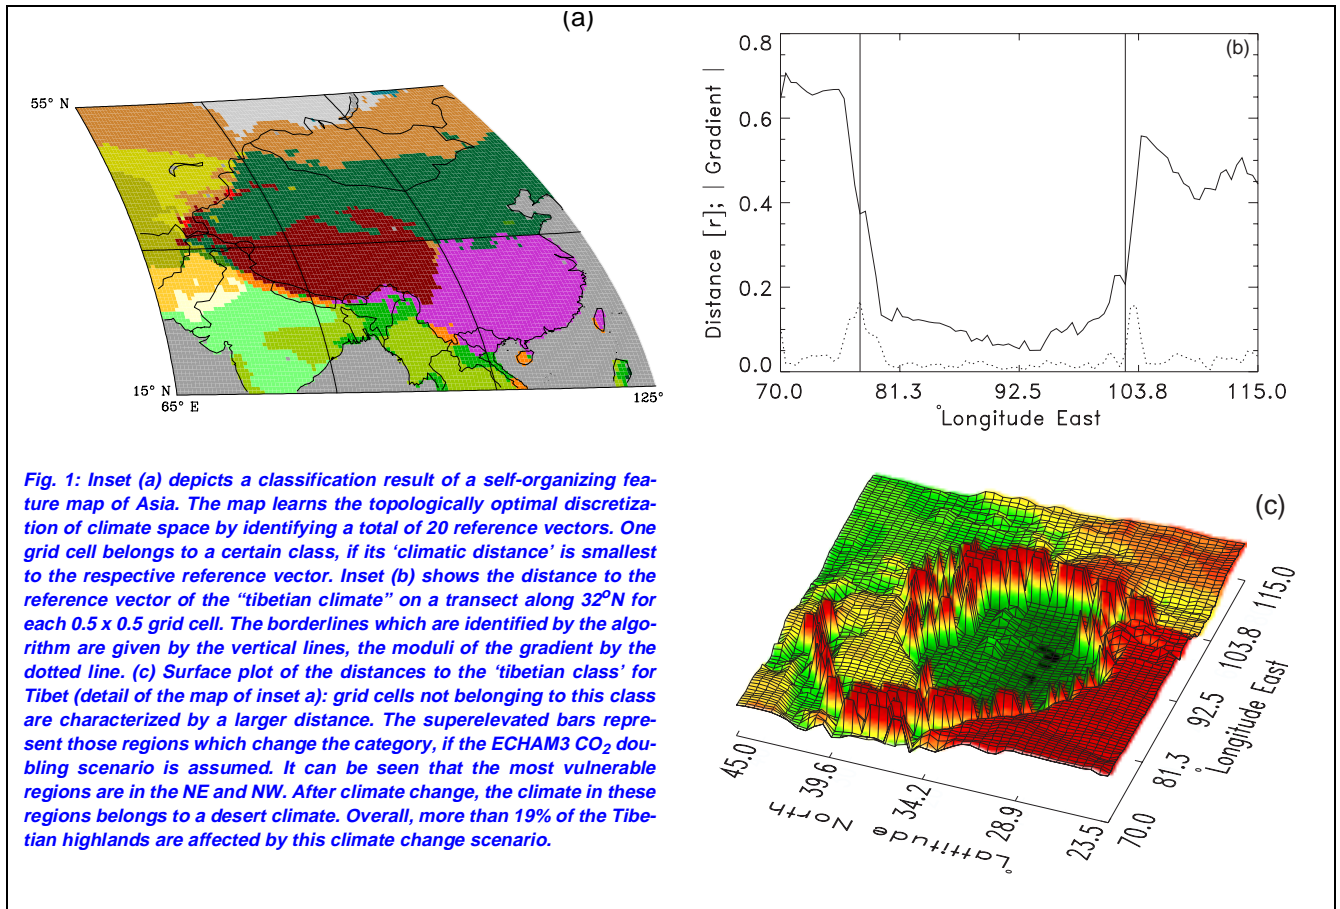 (a)
55° N
15° N
65° E
125°
(b)
0.8
0.6
0.4
0.2
0.0
Distance [r]; | Gradient |
70.0 81.3 92.5 103.8 115.0
°Longitude East
Fig. 1: Inset (a) depicts a classification result of a self-organizing fea-
ture map of Asia. The map learns the topologically optimal discretiza-
tion of climate space by identifying a total of 20 reference vectors. One
grid cell belongs to a certain class, if its ‘climatic distance’ is smallest
to the respective reference vector. Inset (b) shows the distance to the
reference vector of the “tibetian climate” on a transect along 32°N for
each 0.5 x 0.5 grid cell. The borderlines which are identified by the algo-
rithm are given by the vertical lines, the moduli of the gradient by the
dotted line. (c) Surface plot of the distances to the ‘tibetian class’ for
Tibet (detail of the map of inset a): grid cells not belonging to this class
are characterized by a larger distance. The superelevated bars repre-
sent those regions which change the category, if the ECHAM3 CO₂ dou-
bling scenario is assumed. It can be seen that the most vulnerable
regions are in the NE and NW. After climate change, the climate in these
regions belongs to a desert climate. Overall, more than 19% of the Tibe-
tian highlands are affected by this climate change scenario.
(c)
45.0 39.6 34.2 28.9 23.5
°Lattitude North
70.0 81.3 92.5 103.8 115.0
°Longitude East